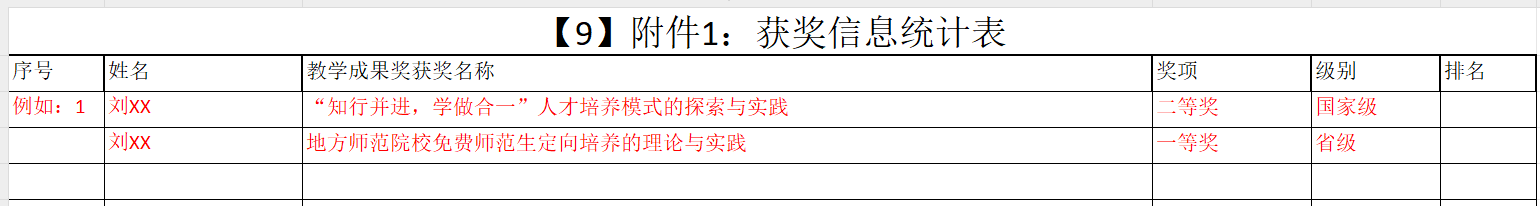 【9】附件1：获奖信息统计表
序号 姓名 教学成果奖获奖名称 奖项 级别 排名
例如：1 刘XX “知行并进，学做合一”人才培养模式的探索与实践 二等奖 国家级
刘XX 地方师范院校免费师范生定向培养的理论与实践 一等奖 省级